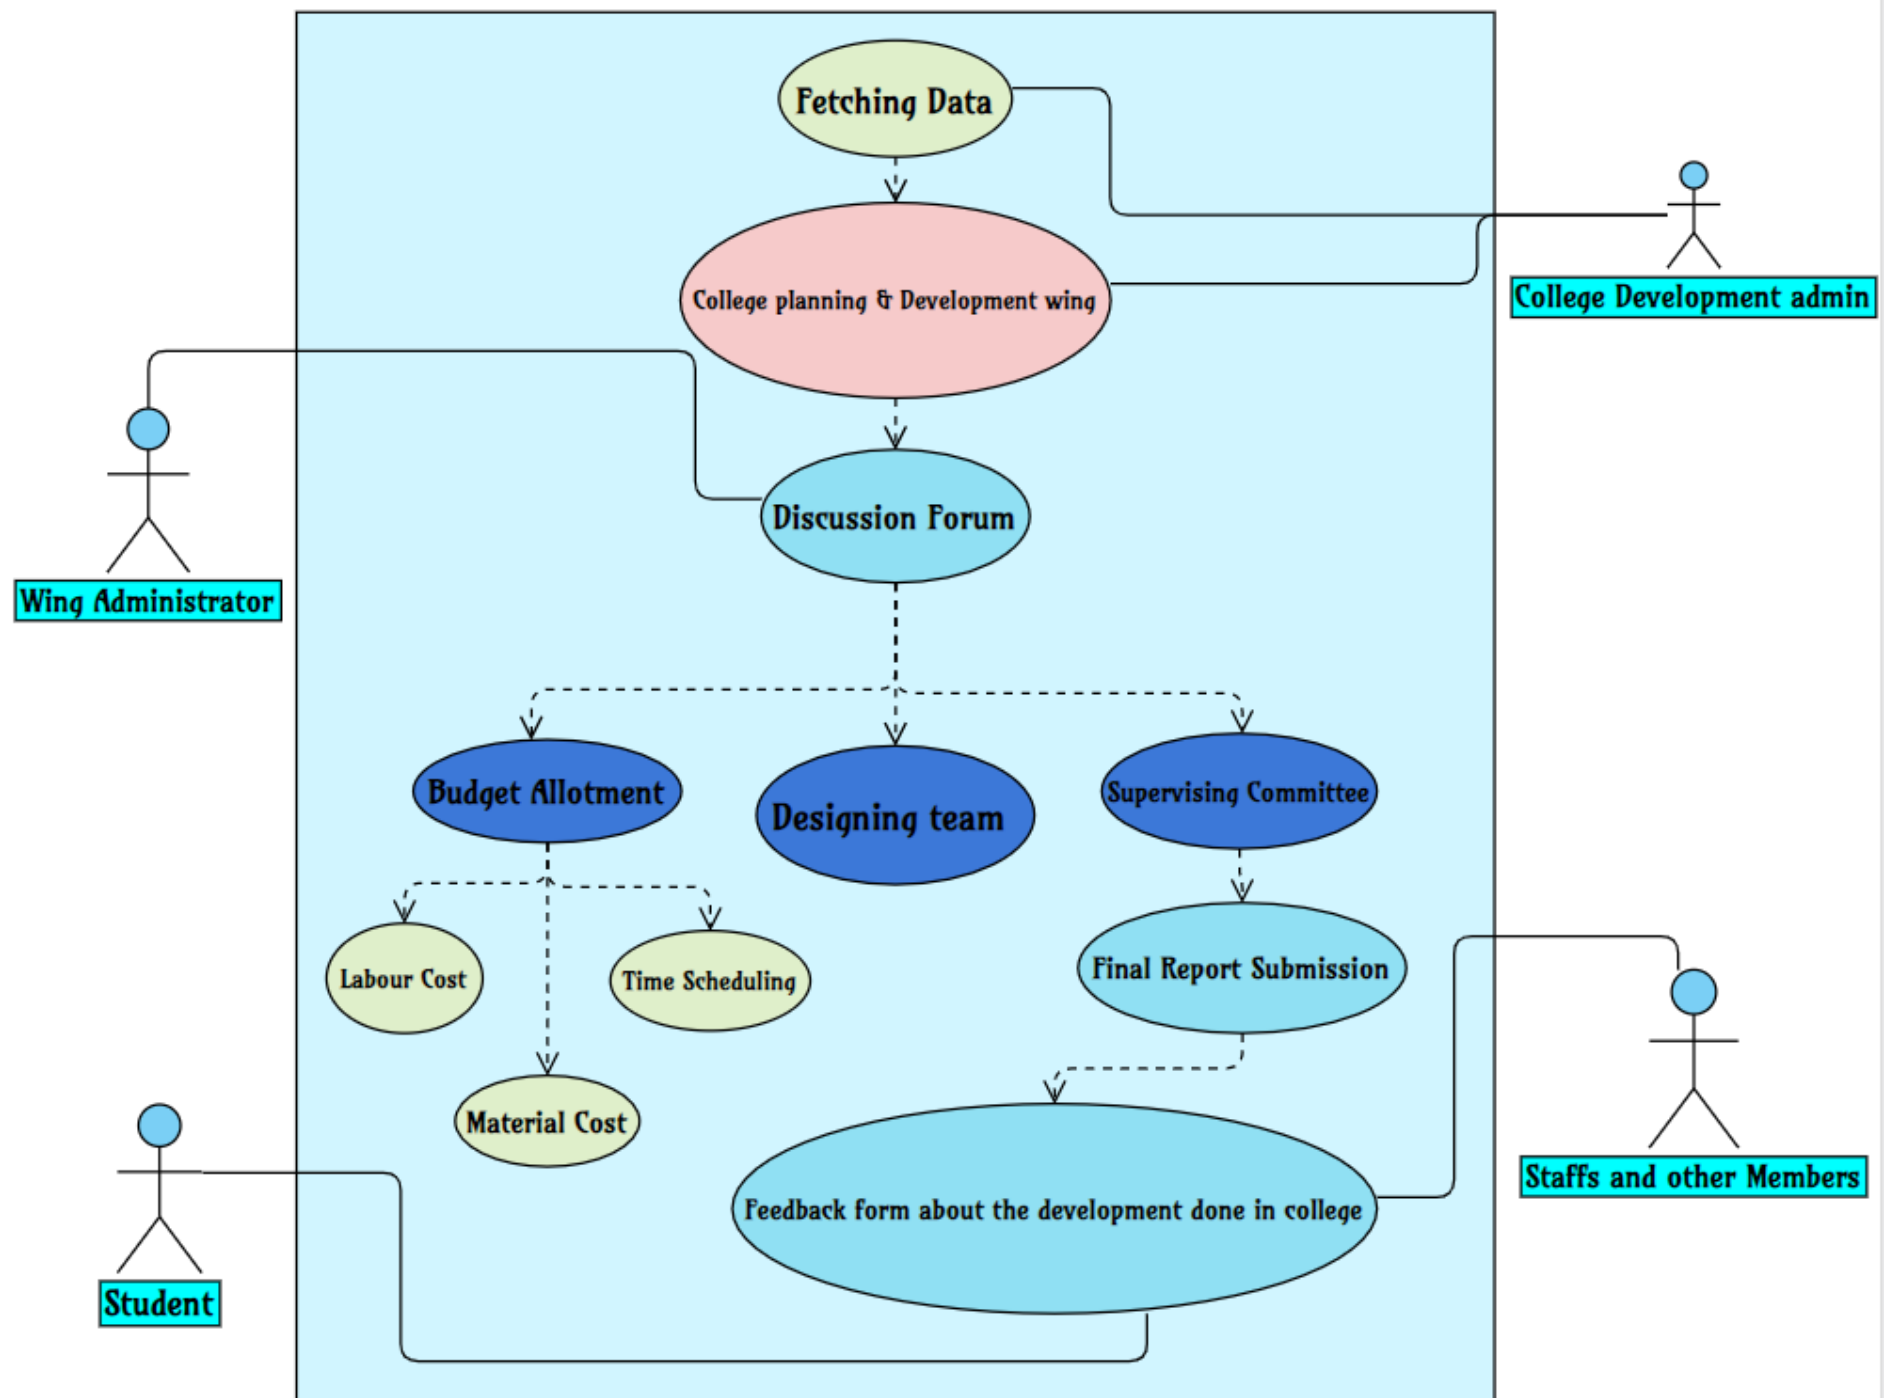 Fetching Data
College planning & Development wing
College Development admin
Discussion Forum
Wing Administrator
Budget Allotment
Designing team
Supervising Committee
Labour Cost
Time Scheduling
Final Report Submission
Material Cost
Staffs and other Members
Feedback form about the development done in college
Student